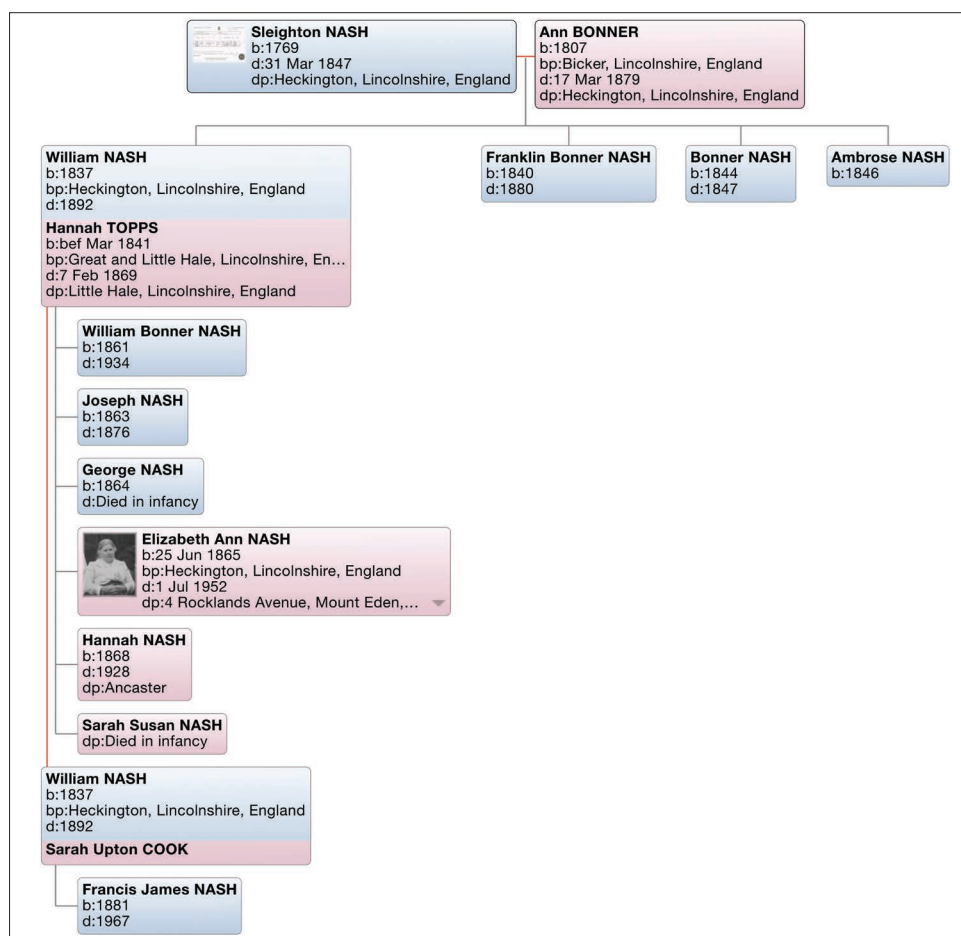 Sleighton NASH
b:1769
d:31 Mar 1847
dp:Heckington, Lincolnshire, England
Ann BONNER
b:1807
bp:Bicker, Lincolnshire, England
d:17 Mar 1879
dp:Heckington, Lincolnshire, England
William NASH
b:1837
bp:Heckington, Lincolnshire, England
d:1892
Hannah TOPPS
b:bef Mar 1841
bp:Great and Little Hale, Lincolnshire, En...
d:7 Feb 1869
dp:Little Hale, Lincolnshire, England
Franklin Bonner NASH
b:1840
d:1880
Bonner NASH
b:1844
d:1847
Ambrose NASH
b:1846
William Bonner NASH
b:1861
d:1934
Joseph NASH
b:1863
d:1876
George NASH
b:1864
d:Died in infancy
Elizabeth Ann NASH
b:25 Jun 1865
bp:Heckington, Lincolnshire, England
d:1 Jul 1952
dp:4 Rocklands Avenue, Mount Eden,...
Hannah NASH
b:1868
d:1928
dp:Ancaster
Sarah Susan NASH
dp:Died in infancy
William NASH
b:1837
bp:Heckington, Lincolnshire, England
d:1892
Sarah Upton COOK
Francis James NASH
b:1881
d:1967